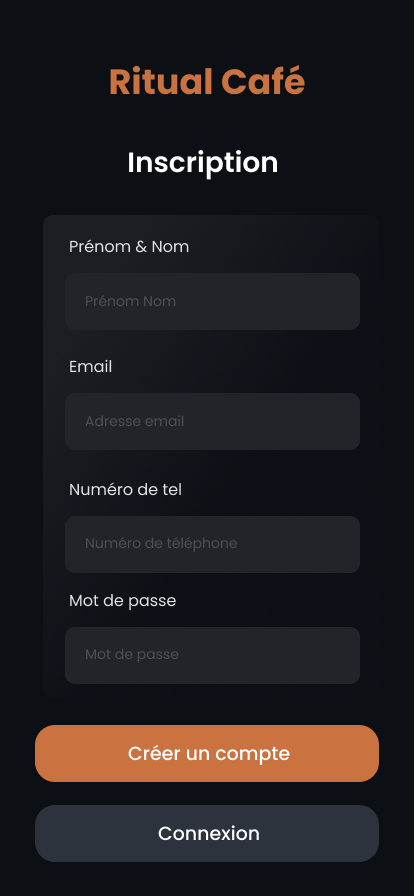 Ritual Café
Inscription
Prénom & Nom
Prénom Nom
Email
Adresse email
Numéro de tel
Numéro de téléphone
Mot de passe
Mot de passe
Créer un compte
Connexion